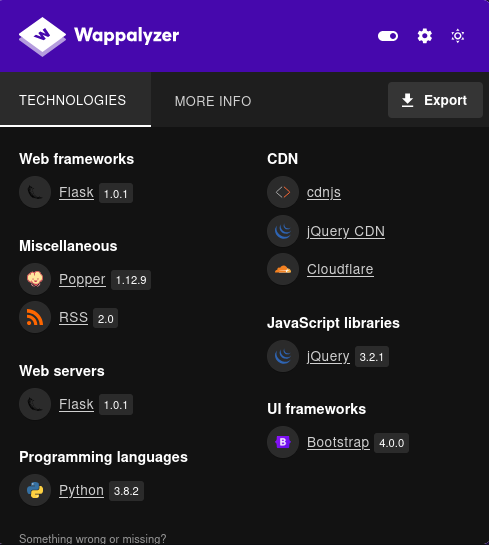 Wappalyzer
TECHNOLOGIES
MORE INFO
Export
Web frameworks
Flask 1.0.1
Miscellaneous
Popper 1.12.9
RSS 2.0
Web servers
Flask 1.0.1
Programming languages
Python 3.8.2
CDN
cdnjs
jQuery CDN
Cloudflare
JavaScript libraries
jQuery 3.2.1
UI frameworks
Bootstrap 4.0.0
Something wrong or missing?